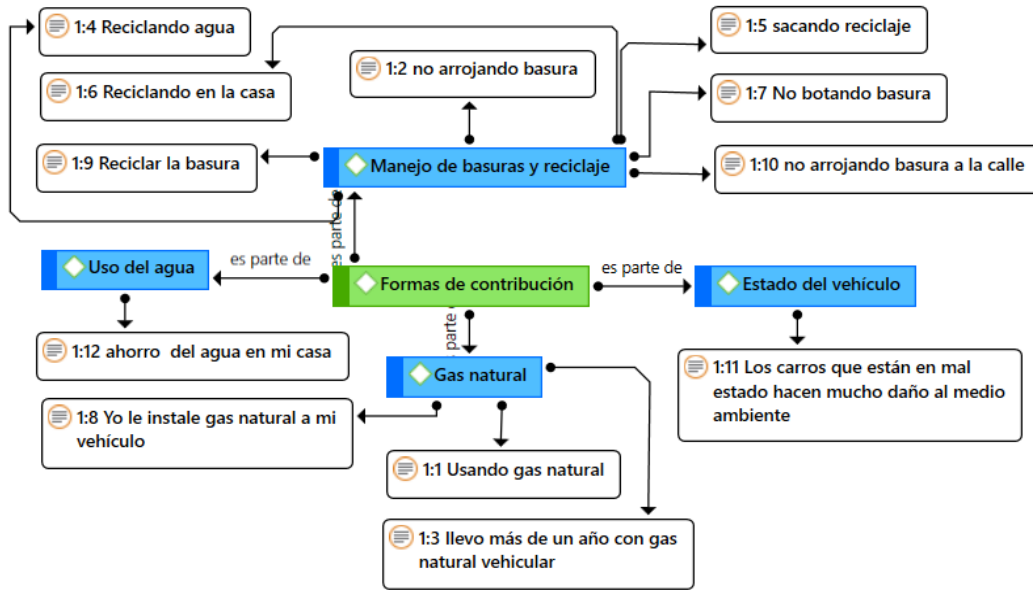 1:4 Reciclando agua
1:5 sacando reciclaje
1:2 no arrojando basura
1:6 Reciclando en la casa
1:7 No botando basura
1:9 Reciclar la basura
Manejo de basuras y reciclaje
1:10 no arrojando basura a la calle
es parte de
Uso del agua
es parte de
Formas de contribución
es parte de
Estado del vehículo
1:12 ahorro del agua en mi casa
es parte
Gas natural
1:11 Los carros que están en mal
estado hacen mucho daño al medio
ambiente
1:8 Yo le instale gas natural a mi
vehículo
1:1 Usando gas natural
1:3 llevo más de un año con gas
natural vehicular